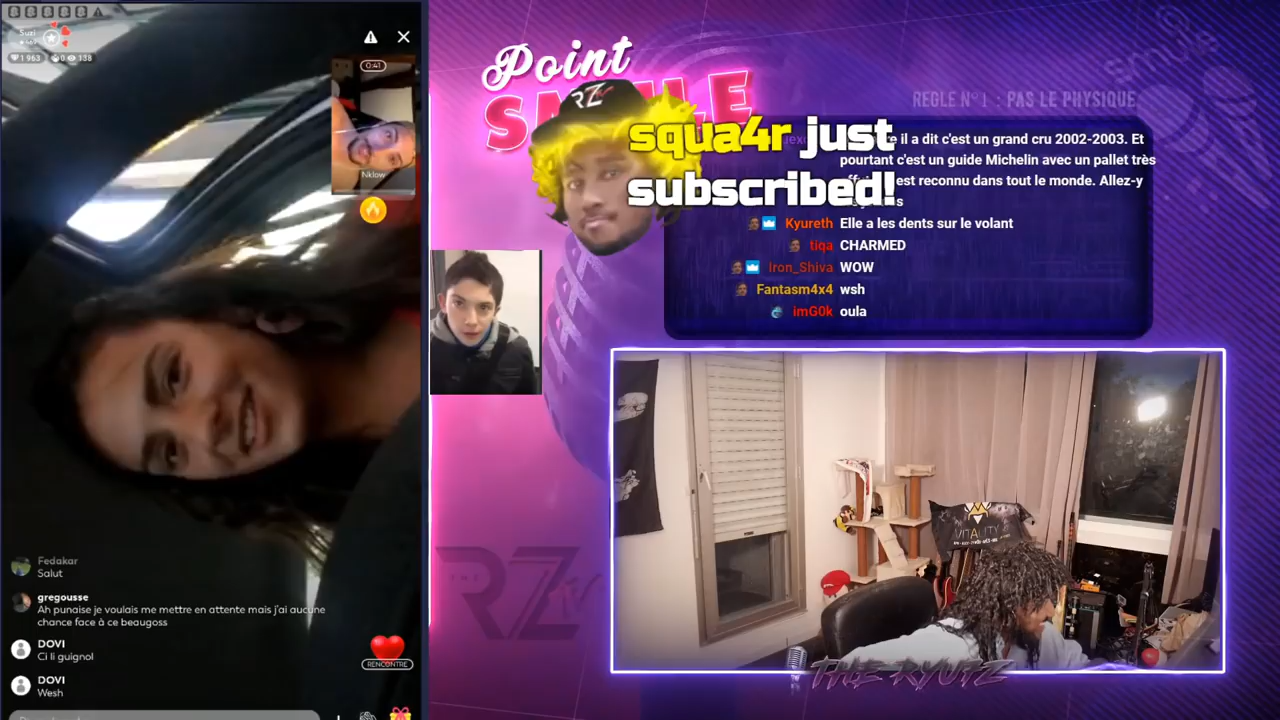 Suzi
1 963
0
138
0:41
Nklow
Fedakar
Salut
gregousse
Ah punaise je voulais me mettre en attente mais j'ai aucune
chance face à ce beaugoss
DOVI
Ci li guignol
DOVI
Wesh
RENCONTRE
Point
RZ
squa4r just
subscribed!
REGLE N°1 : PAS LE PHYSIQUE
il a dit c'est un grand cru 2002-2003. Et
pourtant c'est un guide Michelin avec un pallet très
est reconnu dans tout le monde. Allez-y
Kyureth Elle a les dents sur le volant
tiqa CHARMED
Iron_Shiva WOW
Fantasm4x4 wsh
imG0k oula
VITALITY
THE
RZ
THE RYUTZ